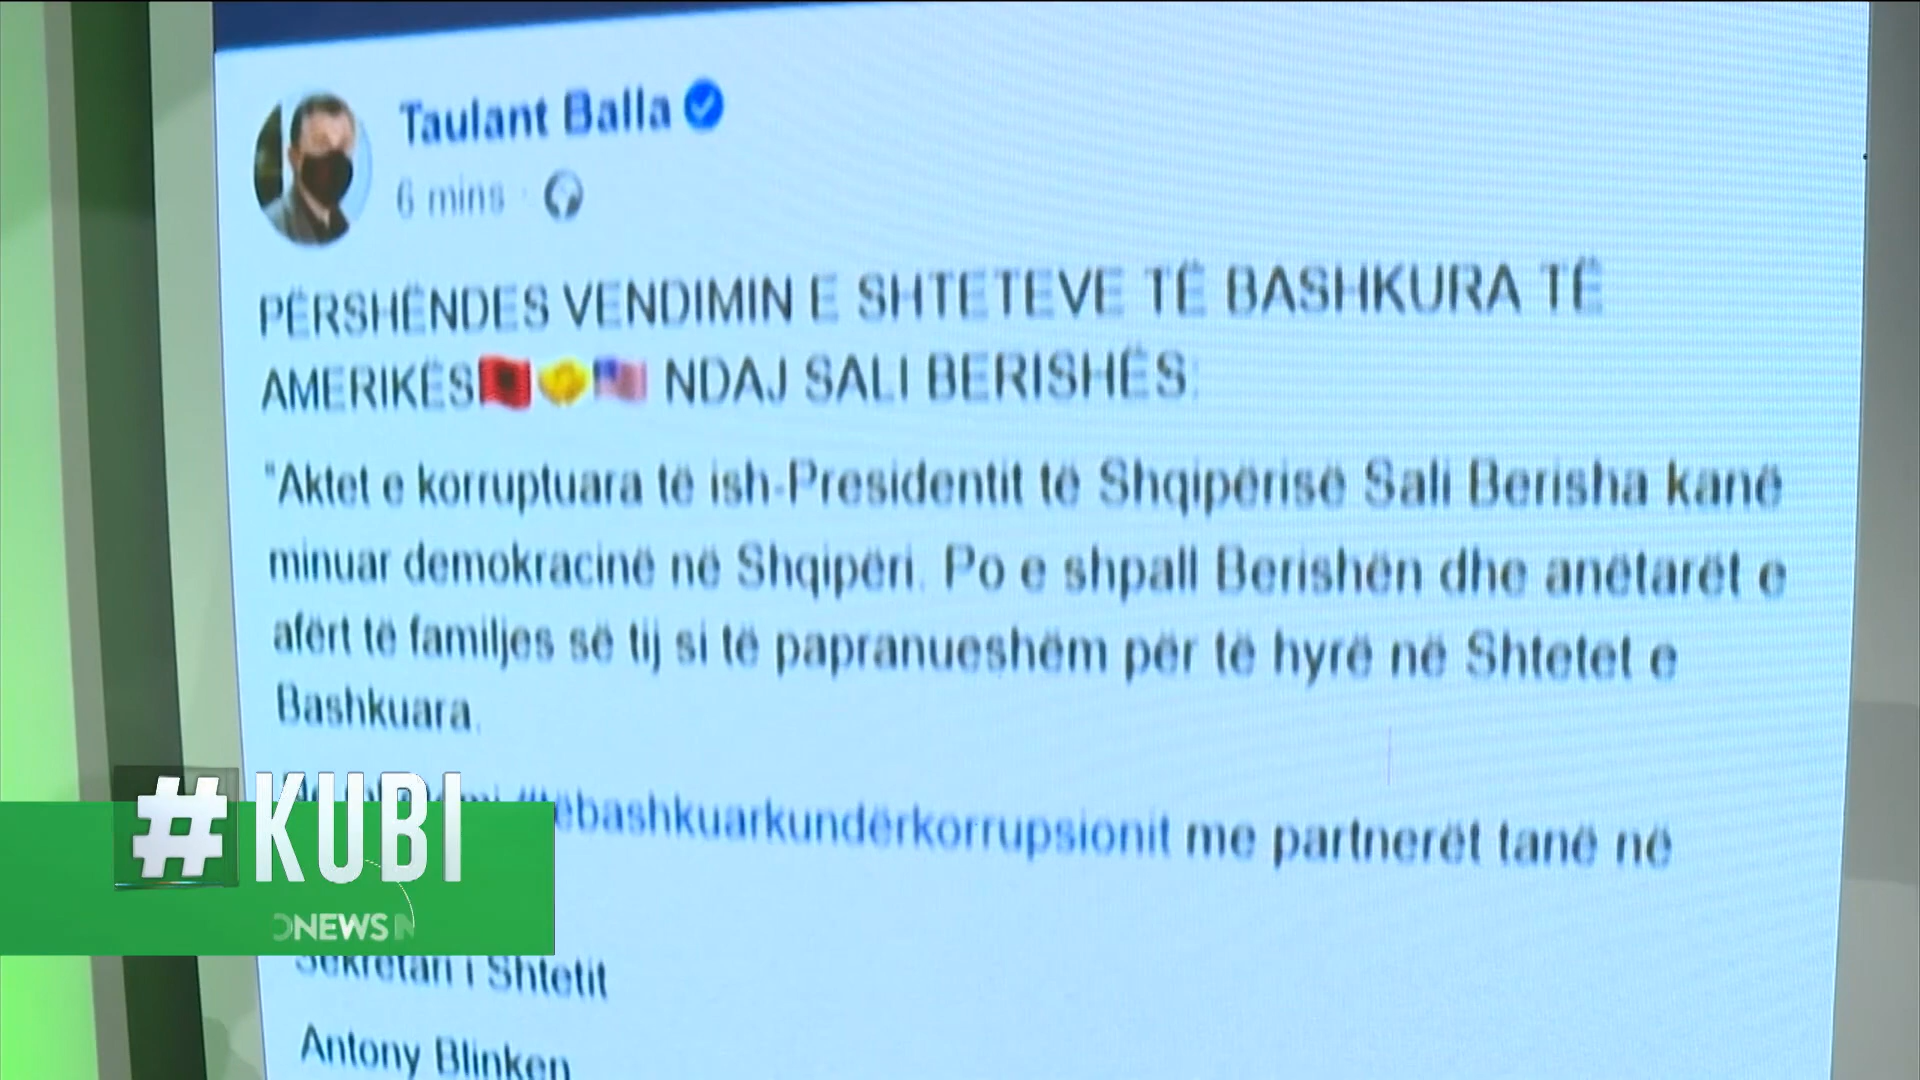 Taulant Balla
6 mins
PËRSHËNDES VENDIMIN E SHTETEVE TË BASHKURA TË
AMERIKËS NDAJ SALI BERISHËS:
"Aktet e korruptuara të ish-Presidentit të Shqipërisë Sali Berisha kanë
minuar demokracinë në Shqipëri. Po e shpall Berishën dhe anëtarët e
afërt të familjes së tij si të papranueshëm për të hyrë në Shtetet e
Bashkuara.
#tëbashkuarkundërkorrupsionit me partnerët tanë në
Sekretari i Shtetit
Antony Blinken
#KUBI
ONEWS